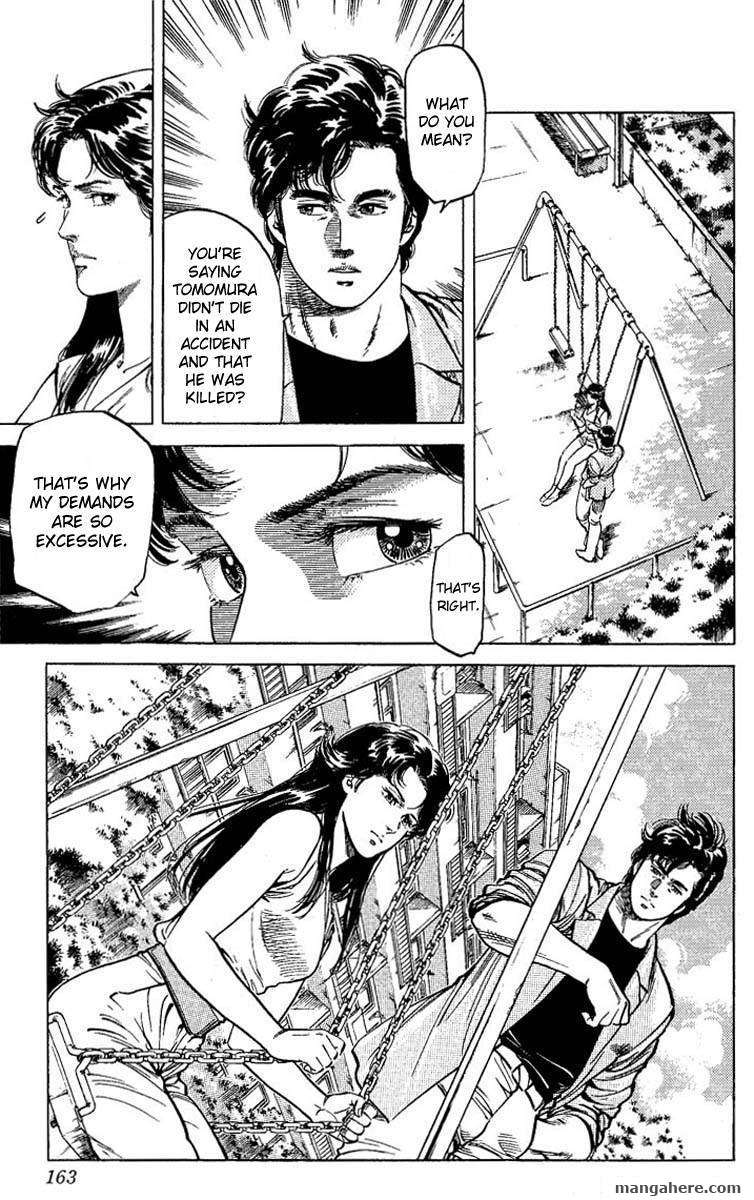 WHAT
DO YOU
MEAN?
YOU'RE
SAYING
TOMOMURA
DIDN'T DIE
IN AN
ACCIDENT
AND THAT
HE WAS
KILLED?
THAT'S
RIGHT.
THAT'S WHY
MY DEMANDS
ARE SO
EXCESSIVE.
163
mangahere.com